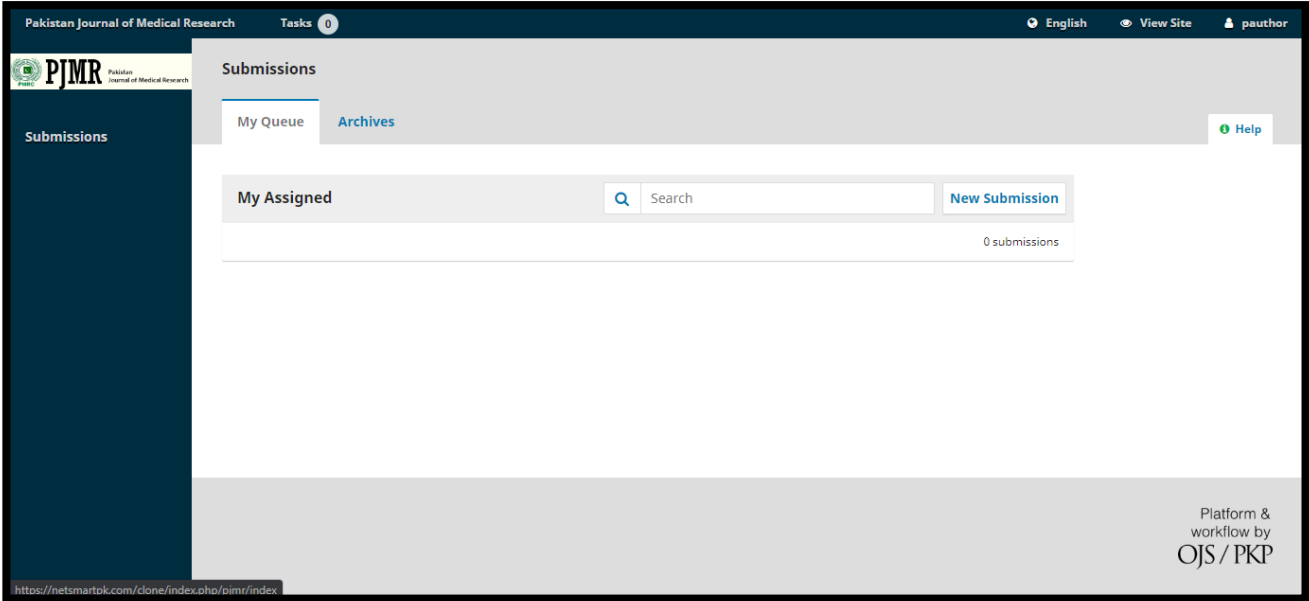 Pakistan Journal of Medical Research Tasks 0 English View Site pauthor
PHRC PJMR Pakistan Journal of Medical Research
Submissions
Submissions
My Queue Archives
Help
My Assigned Search New Submission
0 submissions
Platform &
workflow by
OJS / PKP
https://netsmartpk.com/clone/index.php/pjmr/index